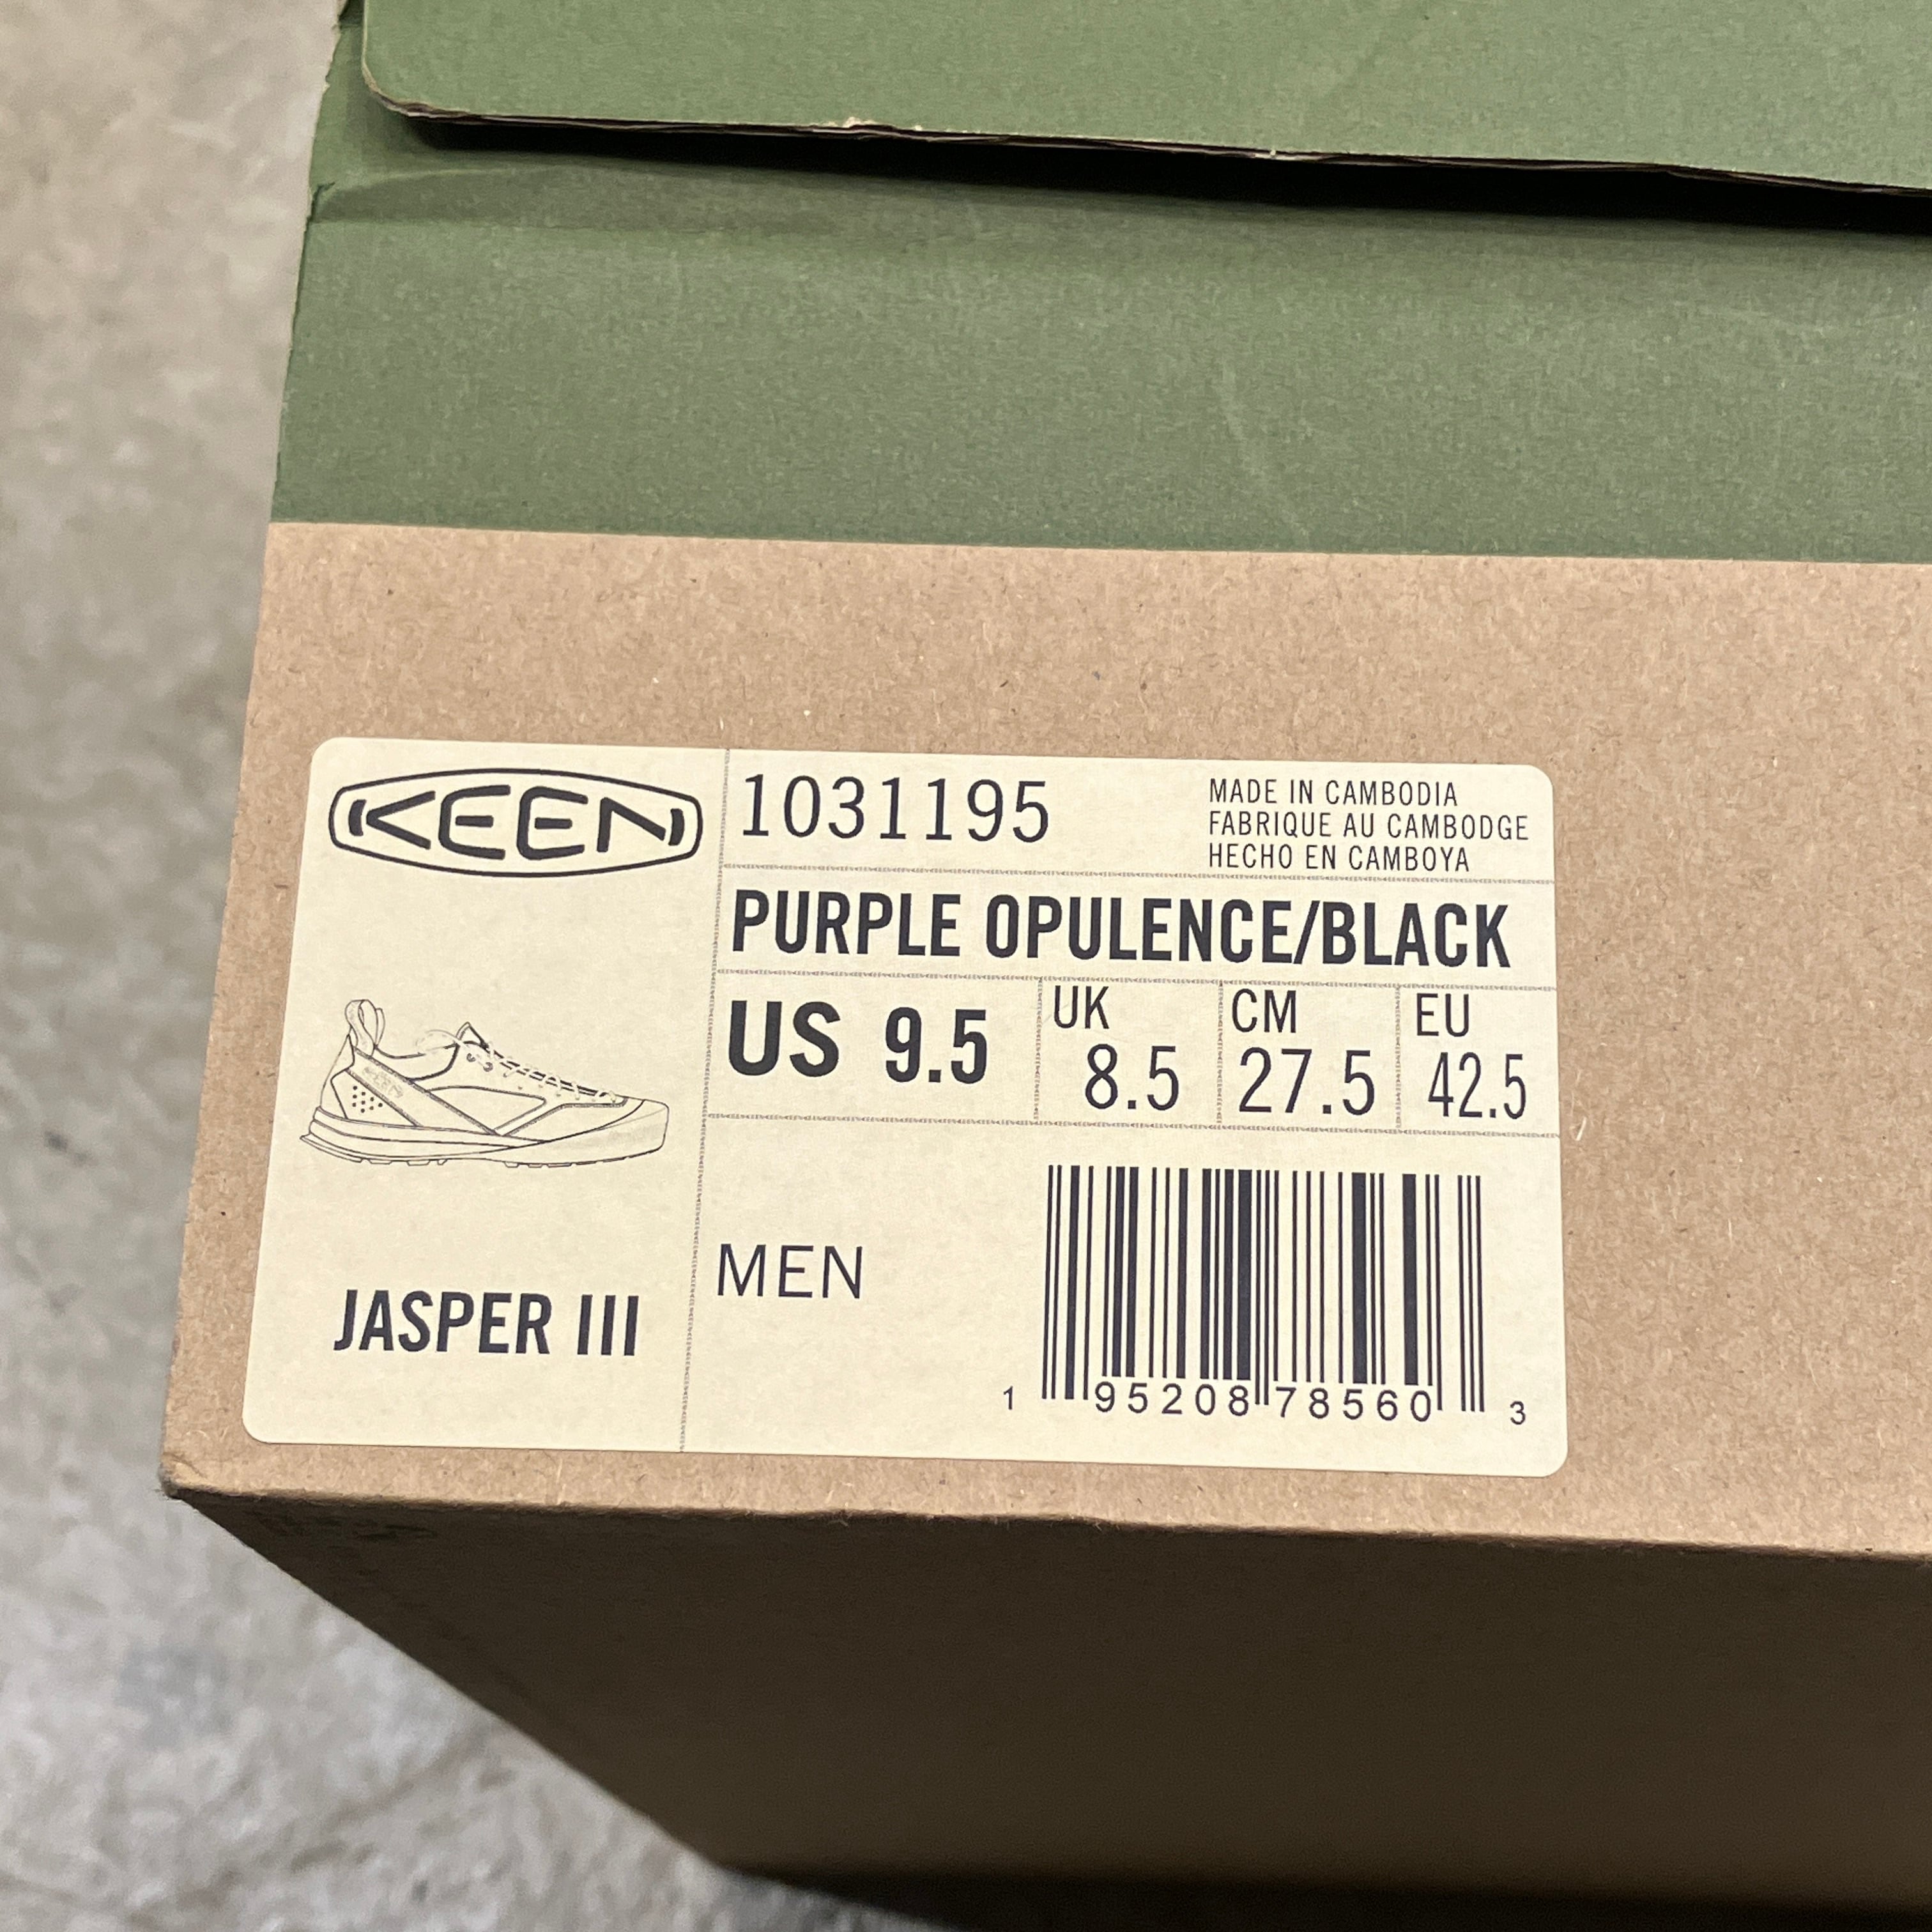 KEEN
1031195
MADE IN CAMBODIA
FABRIQUE AU CAMBODGE
HECHO EN CAMBOYA
PURPLE OPULENCE/BLACK
US 9.5
UK
8.5
CM
27.5
EU
42.5
JASPER III
MEN
1 95208 78560 3